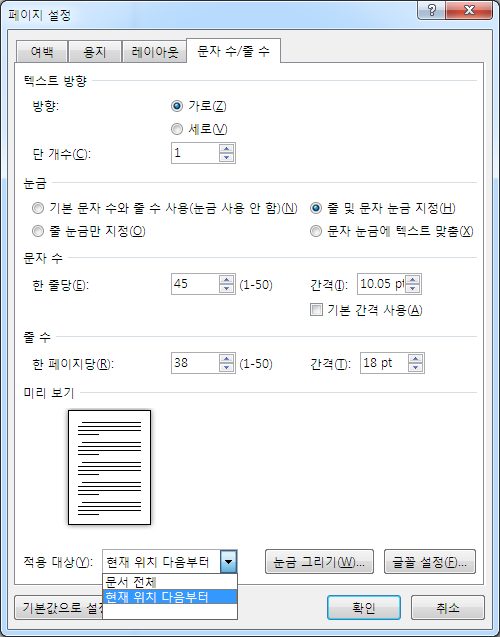 페이지 설정
여백 용지 레이아웃 문자 수/줄 수
텍스트 방향
방향: 가로(Z)
세로(V)
단 개수(C): 1
눈금
기본 문자 수와 줄 수 사용(눈금 사용 안 함)(N) 줄 및 문자 눈금 지정(H)
줄 눈금만 지정(O) 문자 눈금에 텍스트 맞춤(X)
문자 수
한 줄당(E): 45 (1-50) 간격(I): 10.05 pt
기본 간격 사용(A)
줄 수
한 페이지당(R): 38 (1-50) 간격(T): 18 pt
미리 보기
적용 대상(Y): 현재 위치 다음부터 눈금 그리기(W)... 글꼴 설정(F)...
문서 전체
현재 위치 다음부터
기본값으로 설정 확인 취소